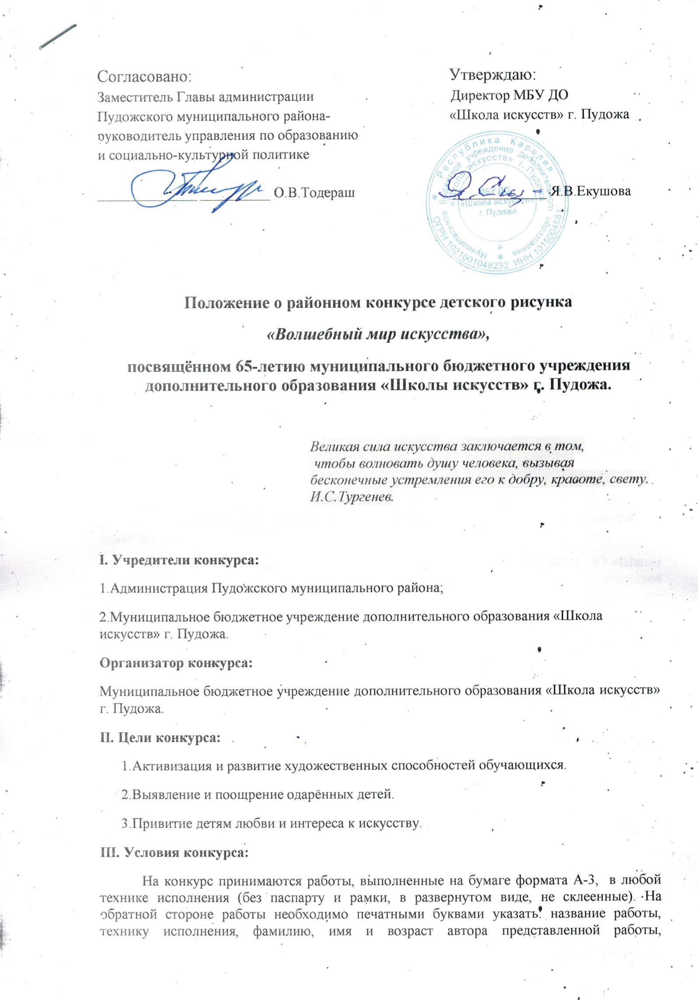 Согласовано:
Заместитель Главы администрации
Пудожского муниципального района-
руководитель управления по образованию
и социально-культурной политике
О.В.Тодераш
Утверждаю:
Директор МБУ ДО
«Школа искусств» г. Пудожа
Я.В.Екушова
Республика Карелия
Муниципальное бюджетное учреждение дополнительного образования
«Школа искусств» г. Пудожа
ОГРН 1021001048232 ИНН 1015004881
МБУ ДО
«Школа искусств»
г. Пудожа
Положение о районном конкурсе детского рисунка
«Волшебный мир искусства»,
посвящённом 65-летию муниципального бюджетного учреждения
дополнительного образования «Школы искусств» г. Пудожа.
Великая сила искусства заключается в том,
чтобы волновать душу человека, вызывая
бесконечные устремления его к добру, красоте, свету.
И.С.Тургенев.
I. Учредители конкурса:
1.Администрация Пудожского муниципального района;
2.Муниципальное бюджетное учреждение дополнительного образования «Школа
искусств» г. Пудожа.
Организатор конкурса:
Муниципальное бюджетное учреждение дополнительного образования «Школа искусств»
г. Пудожа.
II. Цели конкурса:
1.Активизация и развитие художественных способностей обучающихся.
2.Выявление и поощрение одарённых детей.
3.Привитие детям любви и интереса к искусству.
III. Условия конкурса:
На конкурс принимаются работы, выполненные на бумаге формата А-3, в любой
технике исполнения (без паспарту и рамки, в развернутом виде, не склеенные). На
обратной стороне работы необходимо печатными буквами указать: название работы,
технику исполнения, фамилию, имя и возраст автора представленной работы,